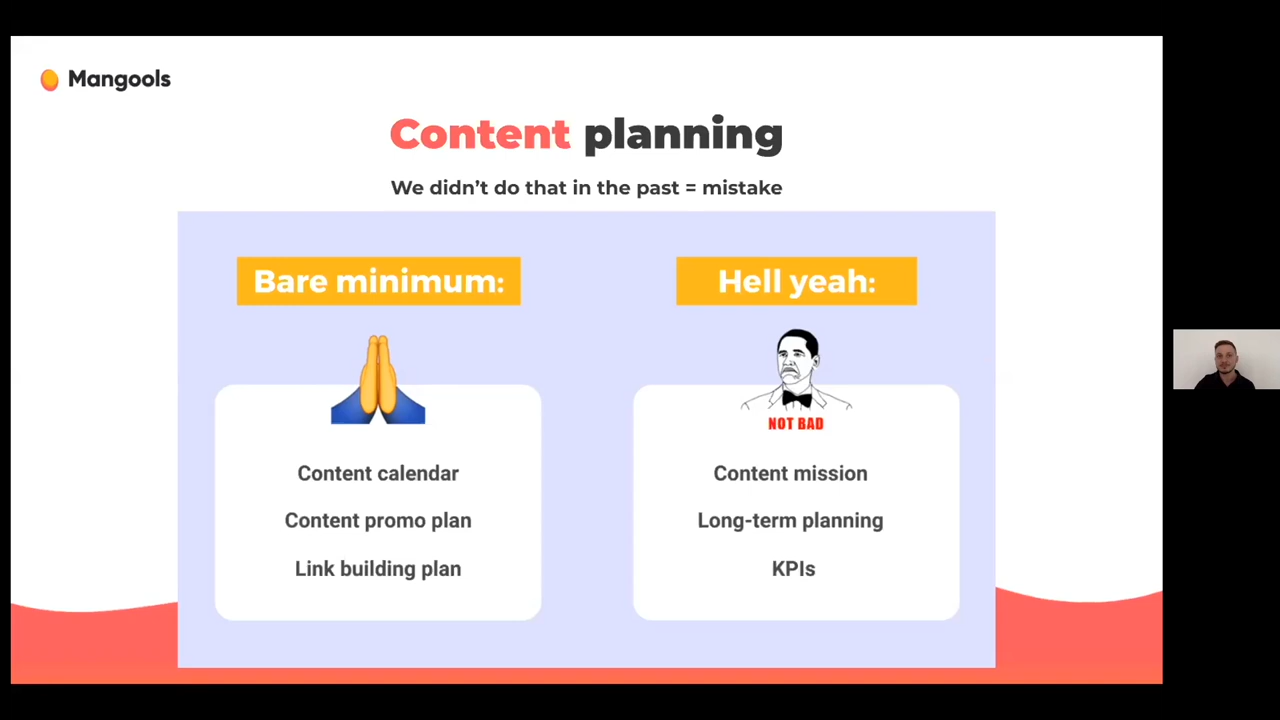 Mangools
Content planning
We didn't do that in the past = mistake
Bare minimum:
Content calendar
Content promo plan
Link building plan
Hell yeah:
NOT BAD
Content mission
Long-term planning
KPIs